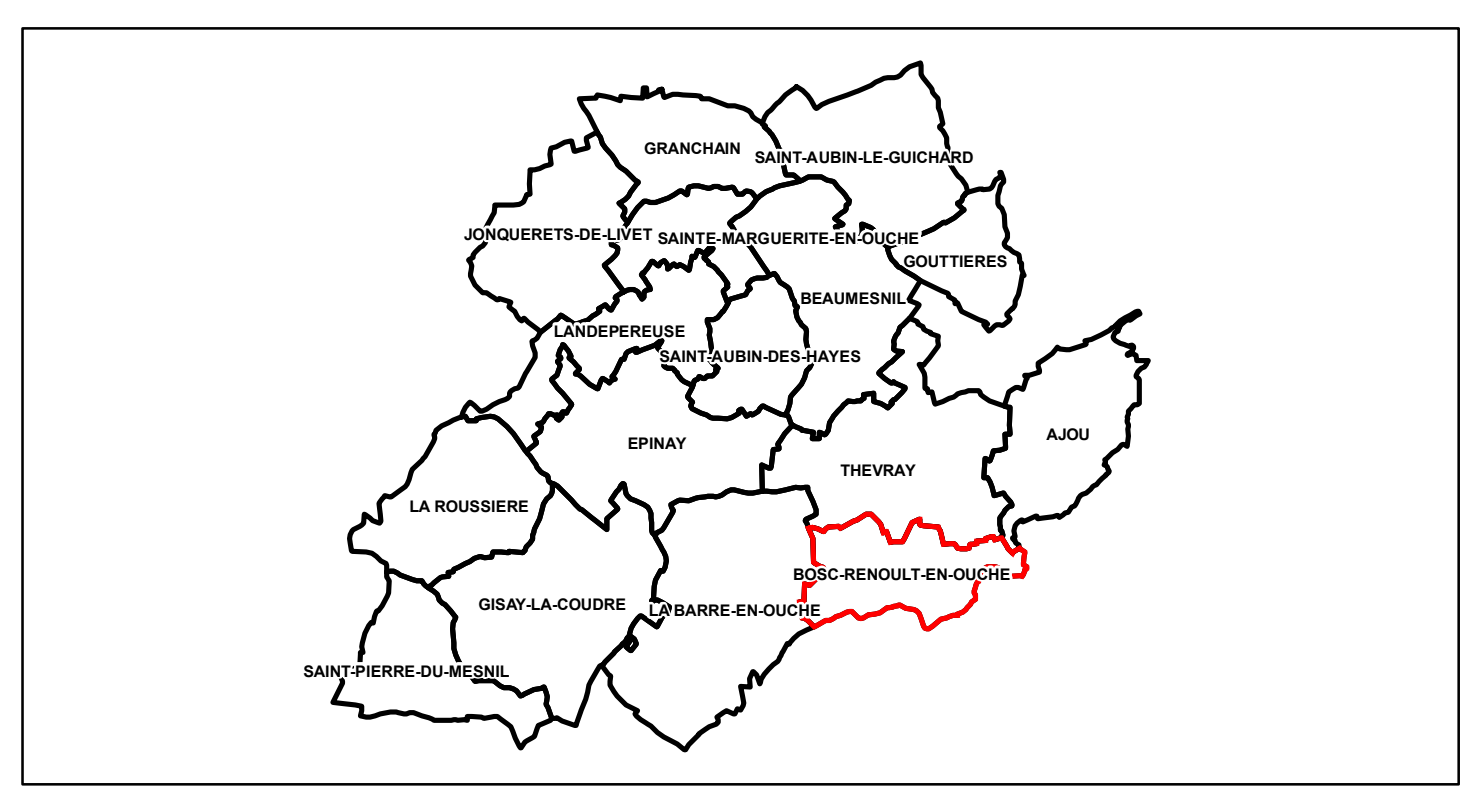 GRANCHAIN
SAINT-AUBIN-LE-GUICHARD
JONQUERETS-DE-LIVET
SAINTE-MARGUERITE-EN-OUCHE
GOUTTIERES
BEAUMESNIL
LANDEPEREUSE
SAINT-AUBIN-DES-HAYES
AJOU
EPINAY
THEVRAY
LA ROUSSIERE
BOSC-RENOULT-EN-OUCHE
GISAY-LA-COUDRE
LA BARRE-EN-OUCHE
SAINT-PIERRE-DU-MESNIL